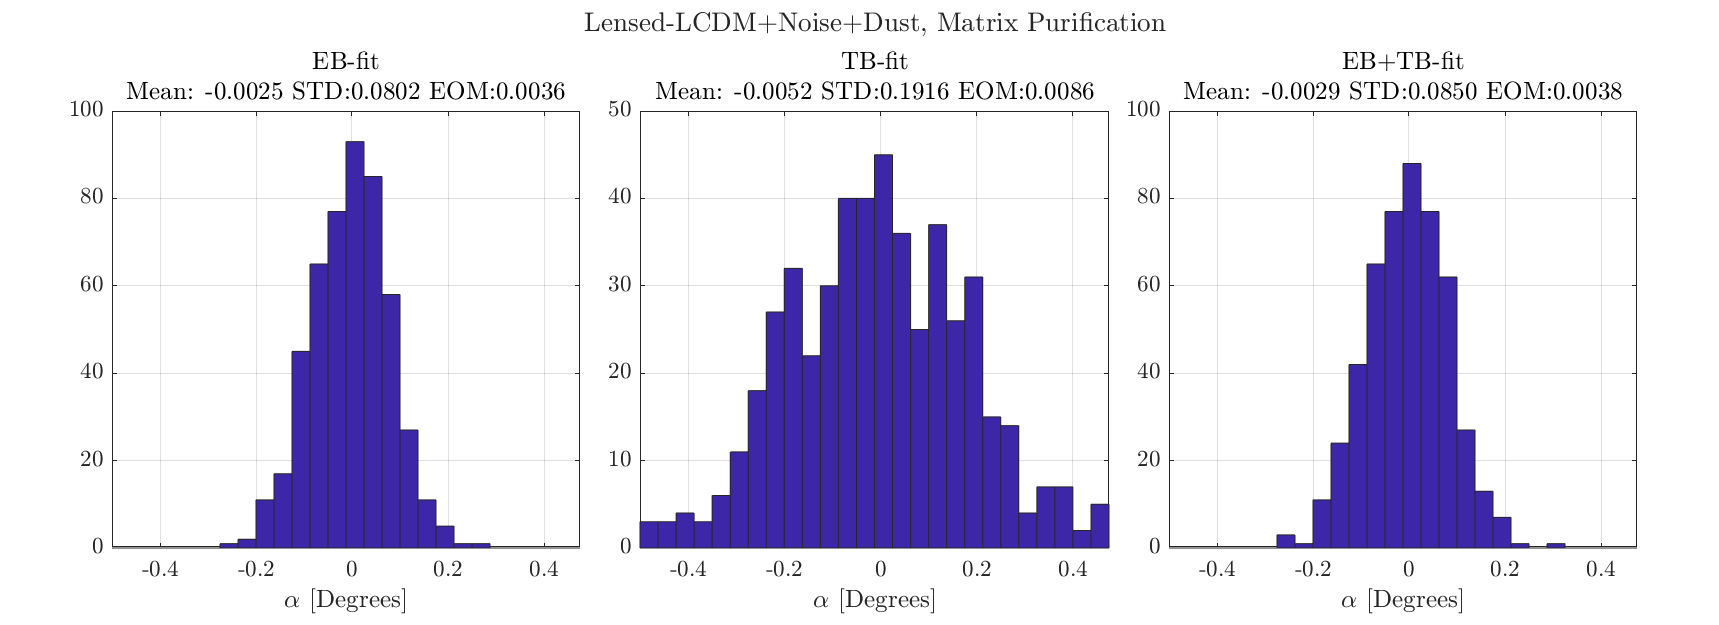 Lensed-LCDM+Noise+Dust, Matrix Purification
EB-fit
Mean: -0.0025 STD:0.0802 EOM:0.0036
100
80
60
40
20
0
-0.4 -0.2 0 0.2 0.4
α [Degrees]
TB-fit
Mean: -0.0052 STD:0.1916 EOM:0.0086
50
40
30
20
10
0
-0.4 -0.2 0 0.2 0.4
α [Degrees]
EB+TB-fit
Mean: -0.0029 STD:0.0850 EOM:0.0038
100
80
60
40
20
0
-0.4 -0.2 0 0.2 0.4
α [Degrees]